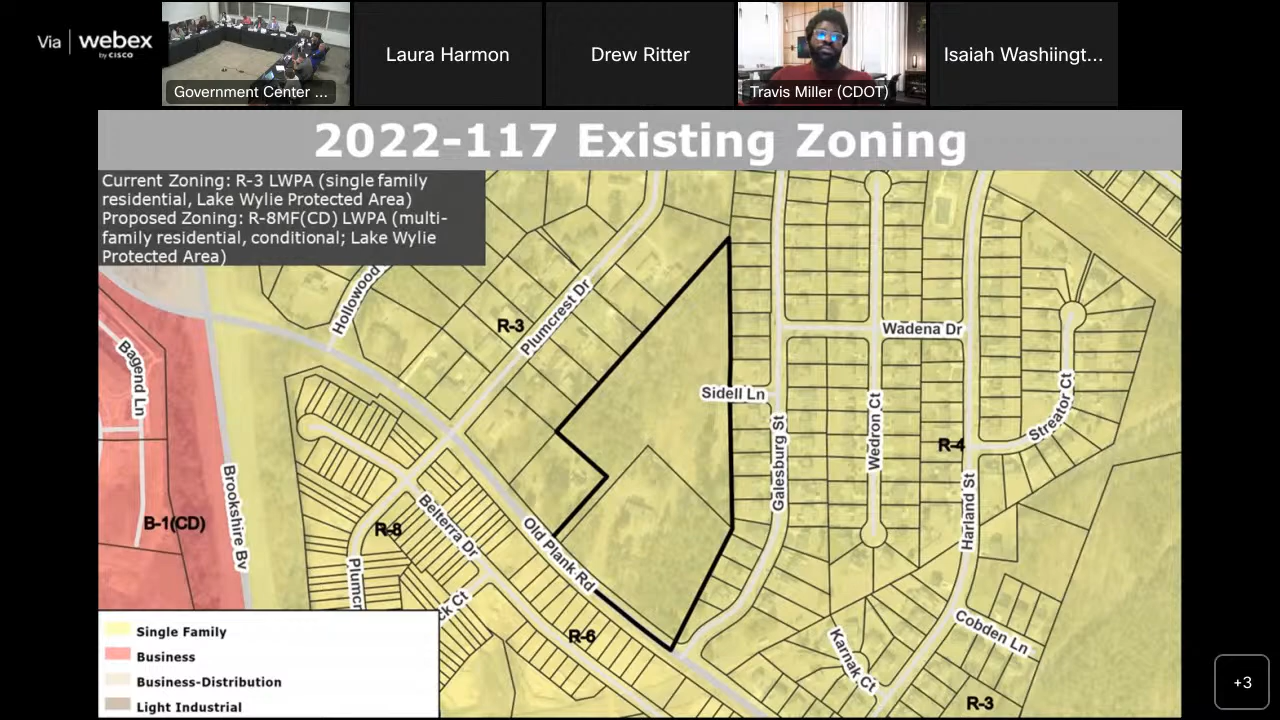 Via | webex
by CISCO
Government Center ...
Laura Harmon
Drew Ritter
Travis Miller (CDOT)
Isaiah Washiingt...
2022-117 Existing Zoning
Current Zoning: R-3 LWPA (single family
residential, Lake Wylie Protected Area)
Proposed Zoning: R-8MF(CD) LWPA (multi-
family residential, conditional; Lake Wylie
Protected Area)
Hollowood
R-3
Plumcrest Dr
Wadena Dr
Bagend Ln
Sidell Ln
Streator Ct
Galesburg St
Wedron Ct
R-4
Harland St
Brookshire Bv
B-1(CD)
R-8
Belterra Dr
Old Plank Rd
Plumcr
ck Ct
R-6
Karnak Ct
Cobden Ln
R-3
Single Family
Business
Business-Distribution
Light Industrial
+3